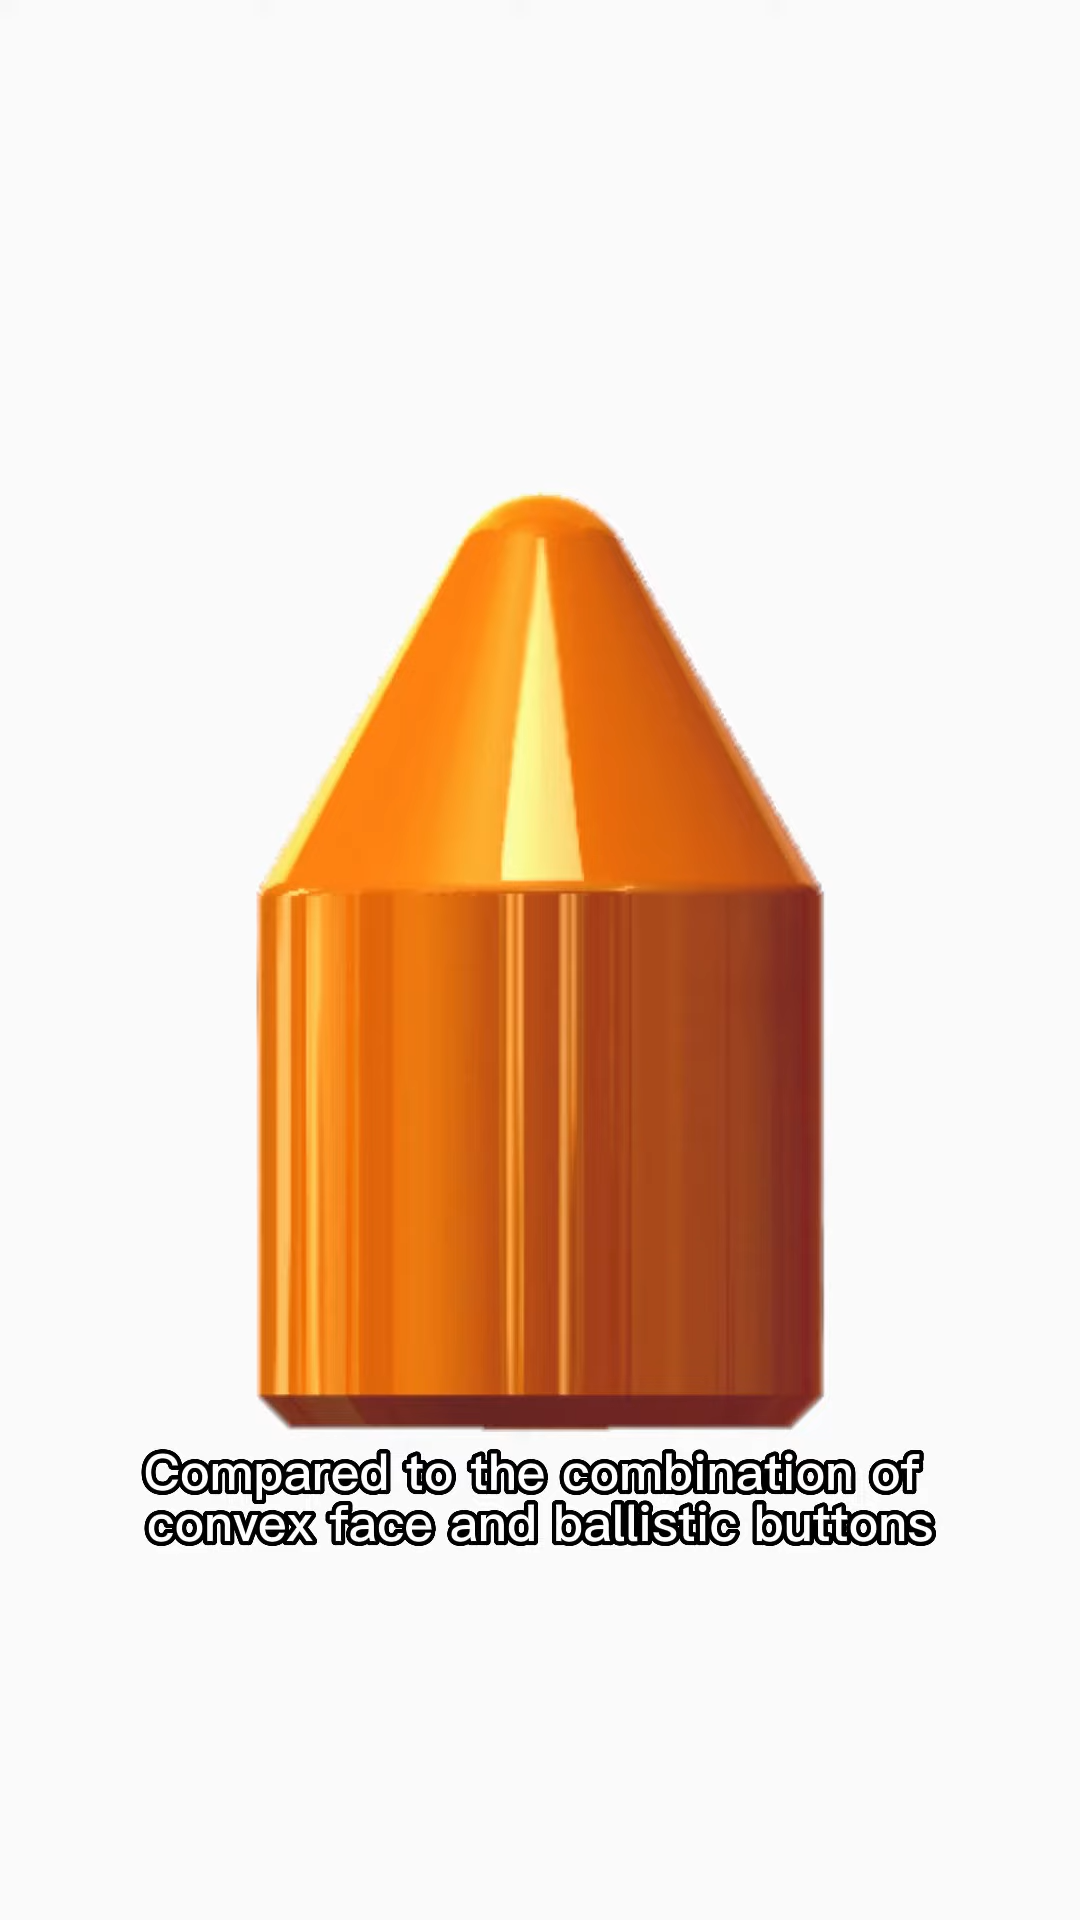 Compared to the combination of
convex face and ballistic buttons